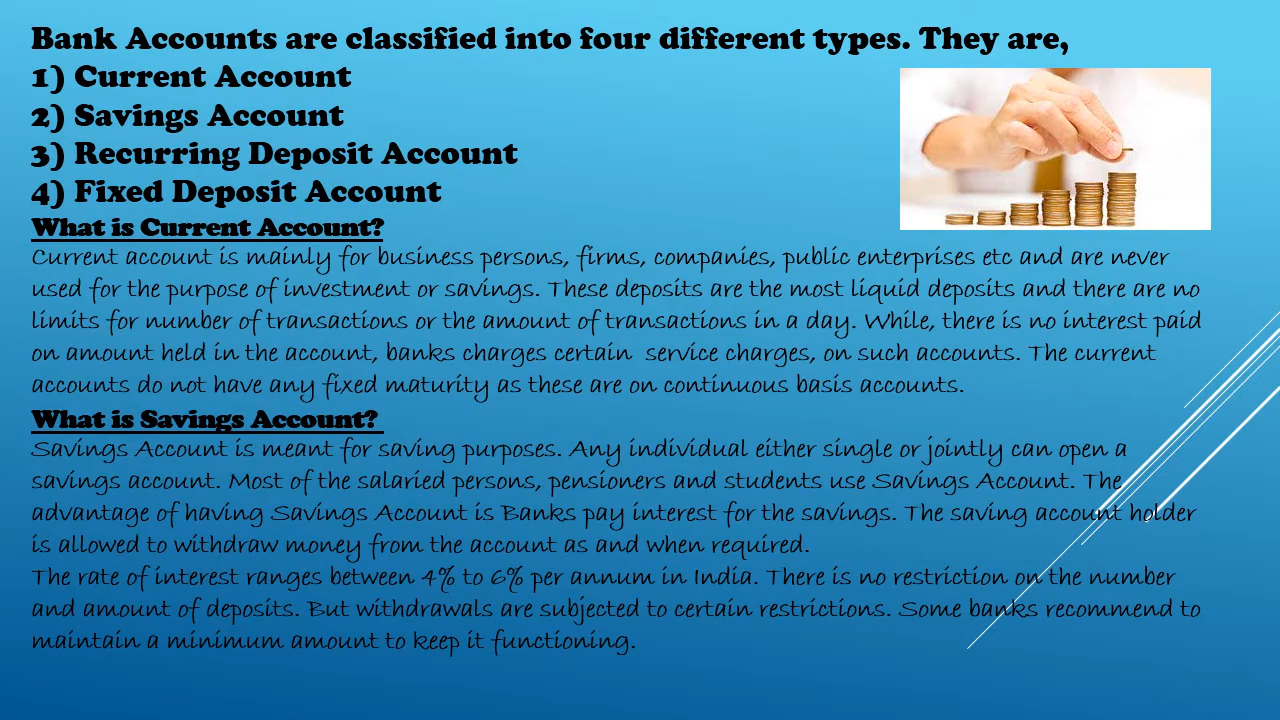 Bank Accounts are classified into four different types. They are,
1) Current Account
2) Savings Account
3) Recurring Deposit Account
4) Fixed Deposit Account
What is Current Account?
Current account is mainly for business persons, firms, companies, public enterprises etc and are never
used for the purpose of investment or savings. These deposits are the most liquid deposits and there are no
limits for number of transactions or the amount of transactions in a day. While, there is no interest paid
on amount held in the account, banks charges certain  service charges, on such accounts. The current
accounts do not have any fixed maturity as these are on continuous basis accounts.
What is Savings Account?
Savings Account is meant for saving purposes. Any individual either single or jointly can open a
savings account. Most of the salaried persons, pensioners and students use Savings Account. The
advantage of having Savings Account is Banks pay interest for the savings. The saving account holder
is allowed to withdraw money from the account as and when required.
The rate of interest ranges between 4% to 6% per annum in India. There is no restriction on the number
and amount of deposits. But withdrawals are subjected to certain restrictions. Some banks recommend to
maintain a minimum amount to keep it functioning.